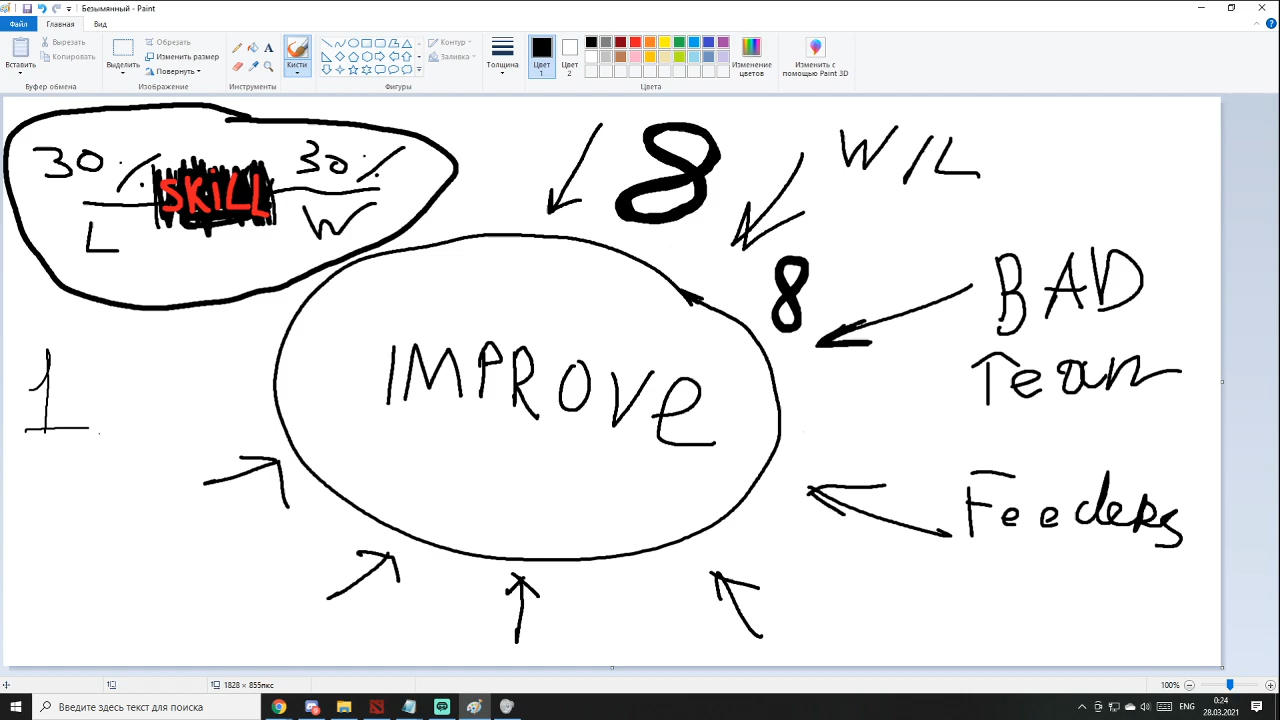 Безымянный - Paint
Файл
Главная
Вид
Вставить
Вырезать
Копировать
Буфер обмена
Выделить
Обрезать
Изменить размер
Повернуть
Изображение
A
Инструменты
Кисти
Контур
Заливка
Фигуры
Толщина
Цвет
1
Цвет
2
Изменение
цветов
Цвета
Изменить с
помощью Paint 3D
30 %
SKILL
30 %
L
W
8
W/L
8
BAD
Team
IMPROVe
1
Feeders
1828 × 855пкс
100%
Введите здесь текст для поиска
ENG
0:24
28.03.2021